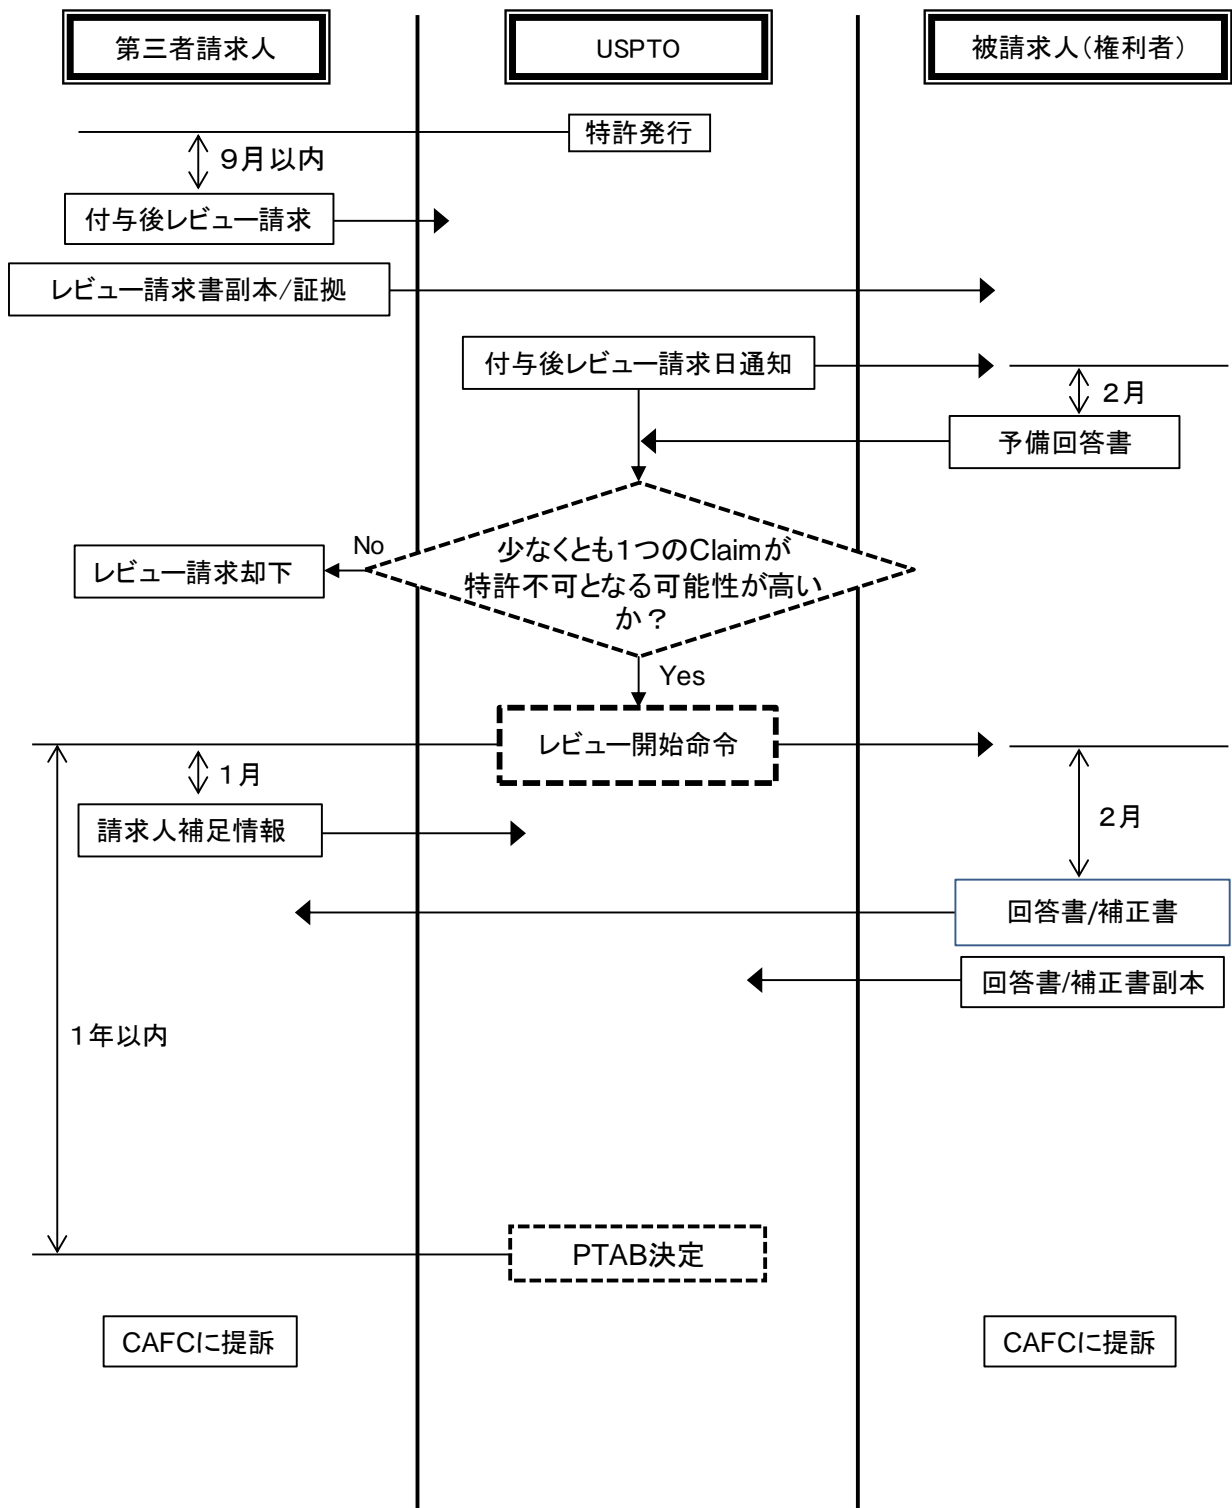 第三者請求人
USPTO
被請求人(権利者)
特許発行
９月以内
付与後レビュー請求
レビュー請求書副本/証拠
付与後レビュー請求日通知
２月
予備回答書
No
少なくとも１つのClaimが
特許不可となる可能性が高い
か？
レビュー請求却下
Yes
レビュー開始命令
１月
請求人補足情報
２月
回答書/補正書
回答書/補正書副本
１年以内
PTAB決定
CAFCに提訴
CAFCに提訴